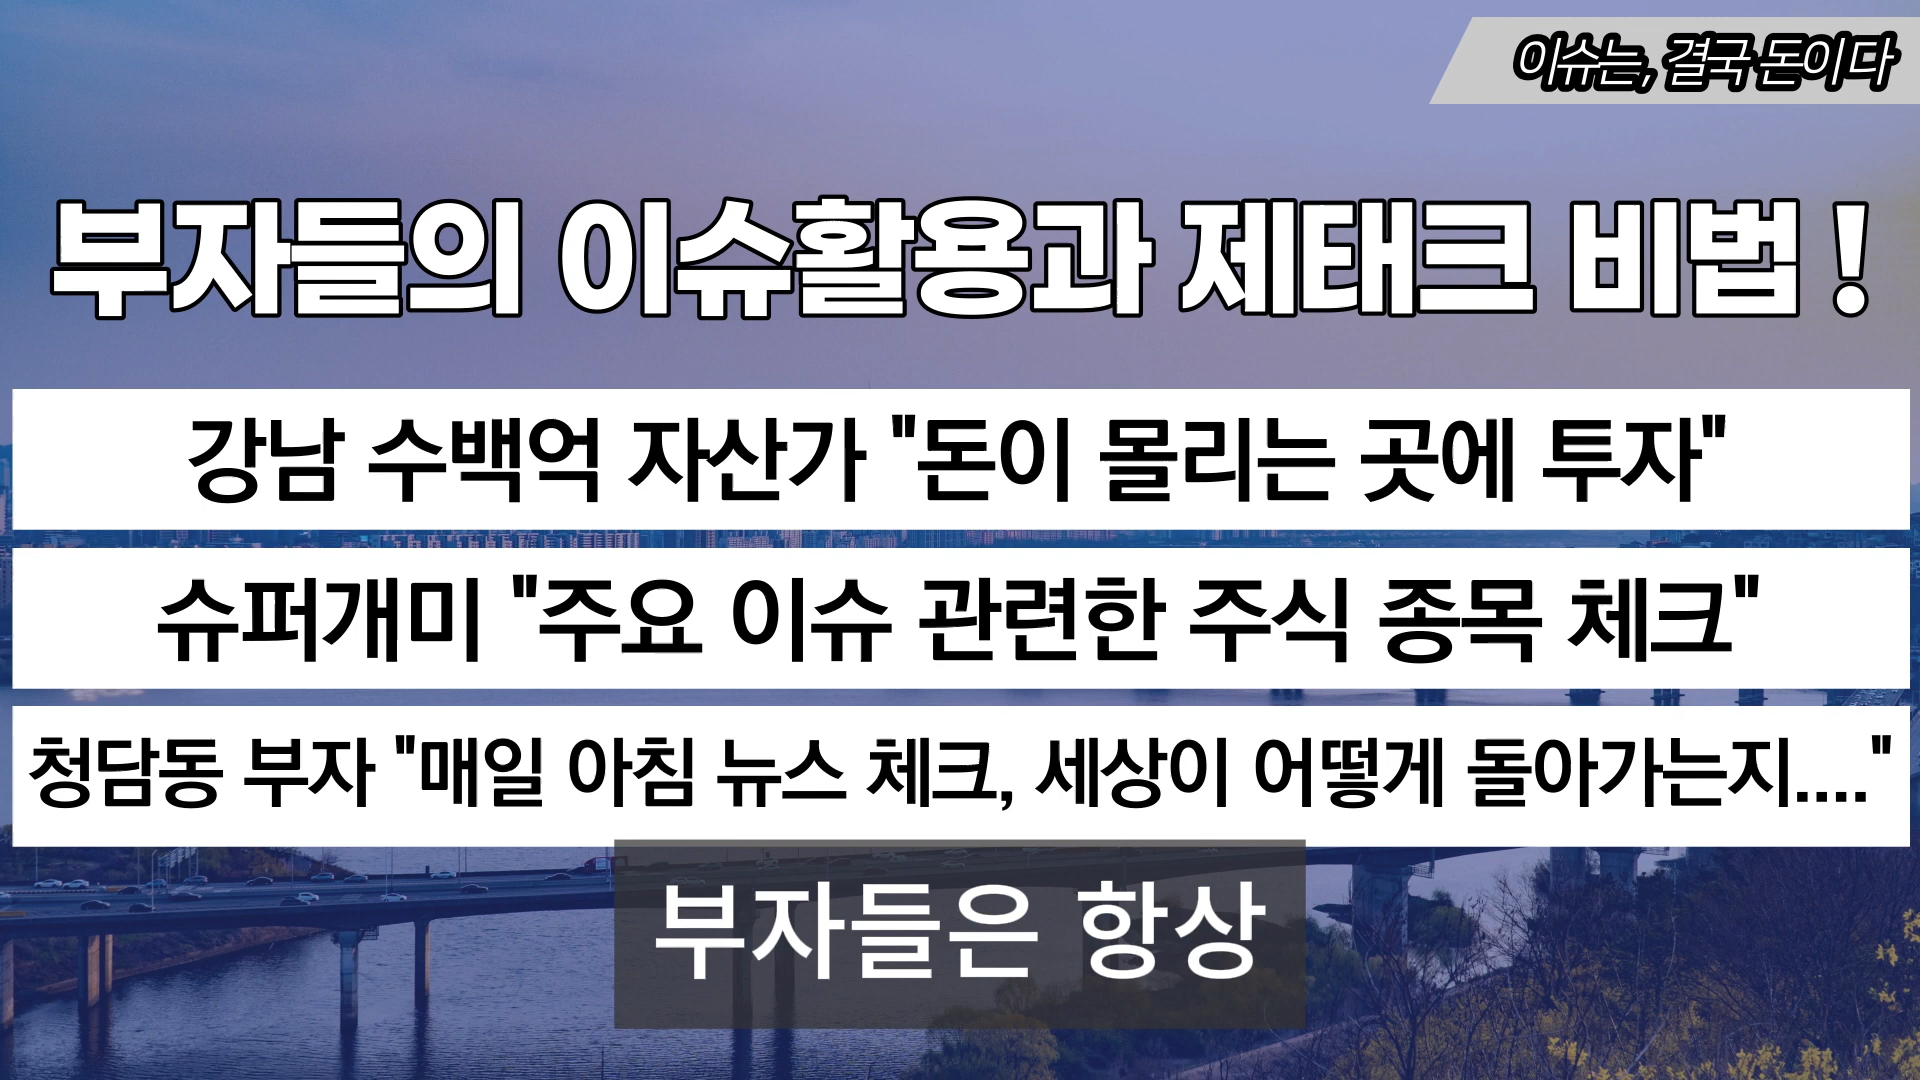 이슈는, 결국 돈이다
부자들의 이슈활용과 제태크 비법 !
강남 수백억 자산가 "돈이 몰리는 곳에 투자"
슈퍼개미 "주요 이슈 관련한 주식 종목 체크"
청담동 부자 "매일 아침 뉴스 체크, 세상이 어떻게 돌아가는지...."
부자들은 항상